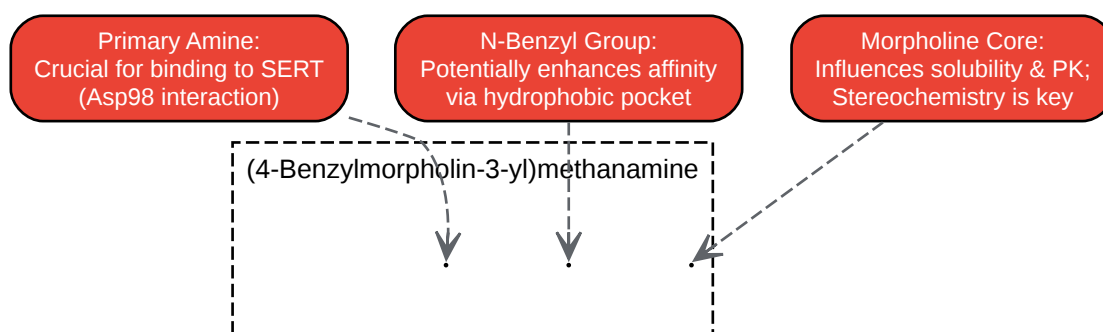 Primary Amine:
Crucial for binding to SERT
(Asp98 interaction)
N-Benzyl Group:
Potentially enhances affinity
via hydrophobic pocket
Morpholine Core:
Influences solubility & PK;
Stereochemistry is key
(4-Benzylmorpholin-3-yl)methanamine